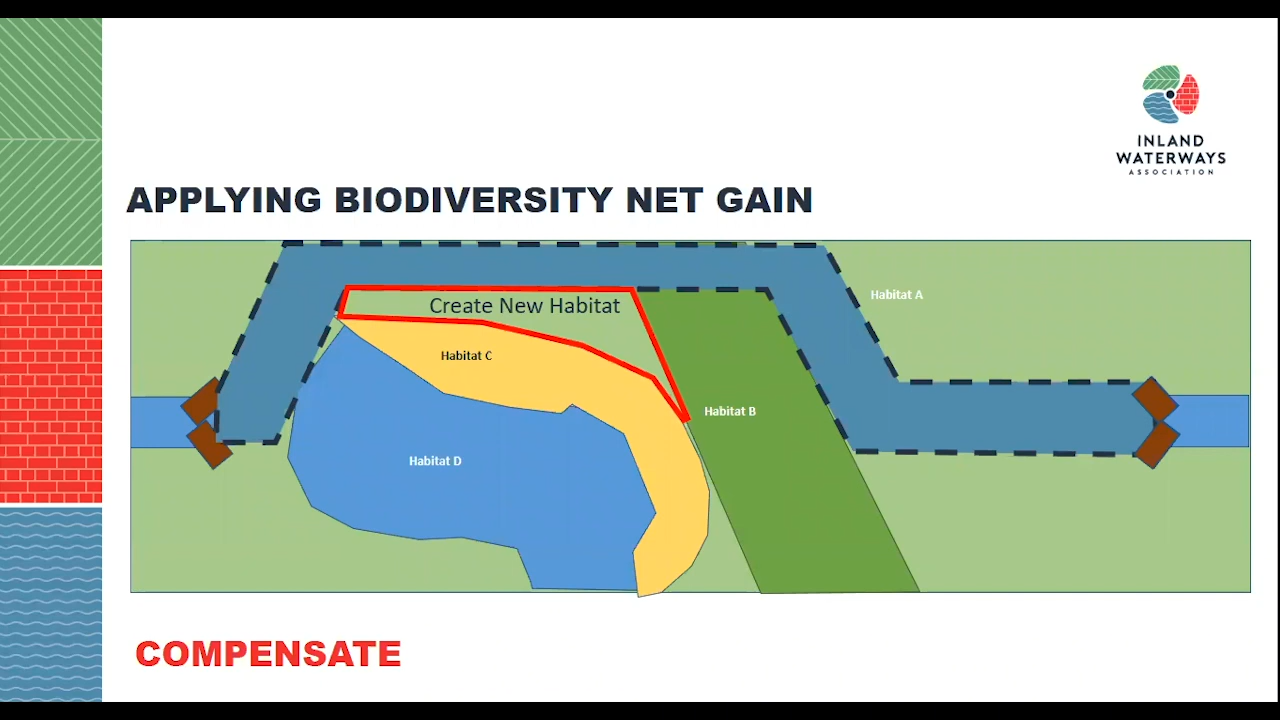 INLAND
WATERWAYS
ASSOCIATION
APPLYING BIODIVERSITY NET GAIN
Habitat A
Create New Habitat
Habitat C
Habitat B
Habitat D
COMPENSATE